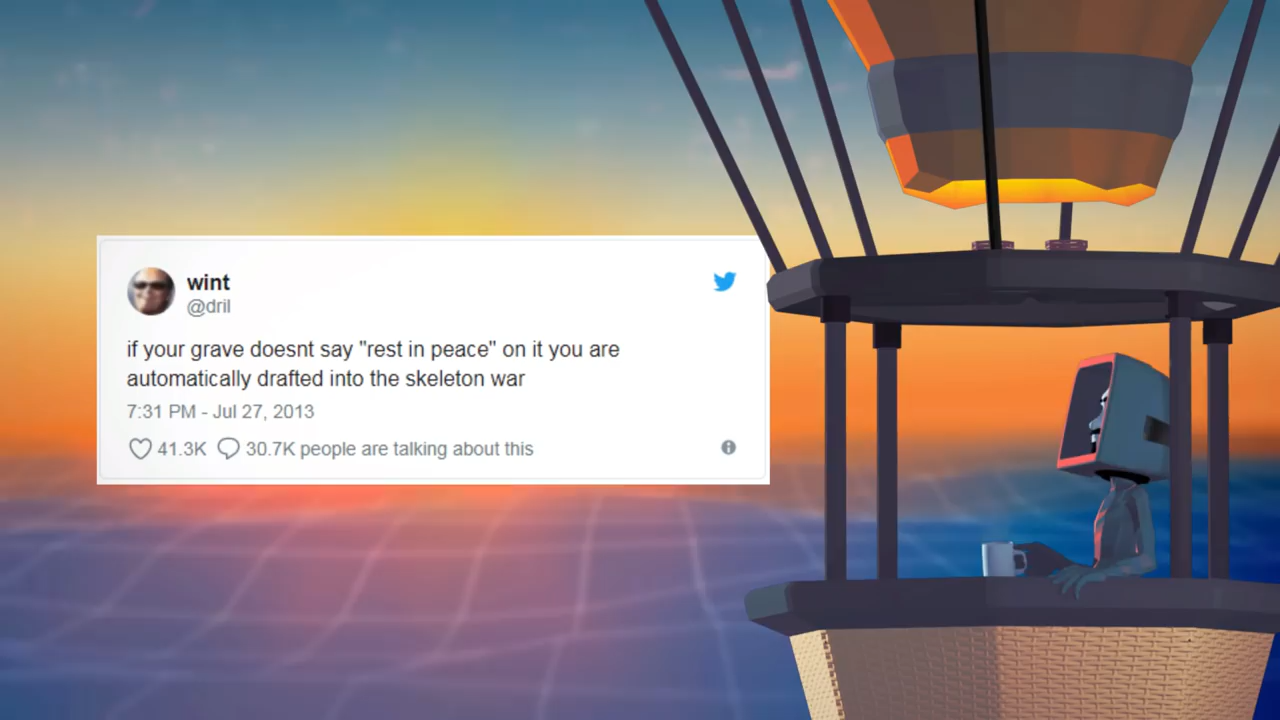 wint
@dril
if your grave doesnt say "rest in peace" on it you are
automatically drafted into the skeleton war
7:31 PM - Jul 27, 2013
41.3K 30.7K people are talking about this